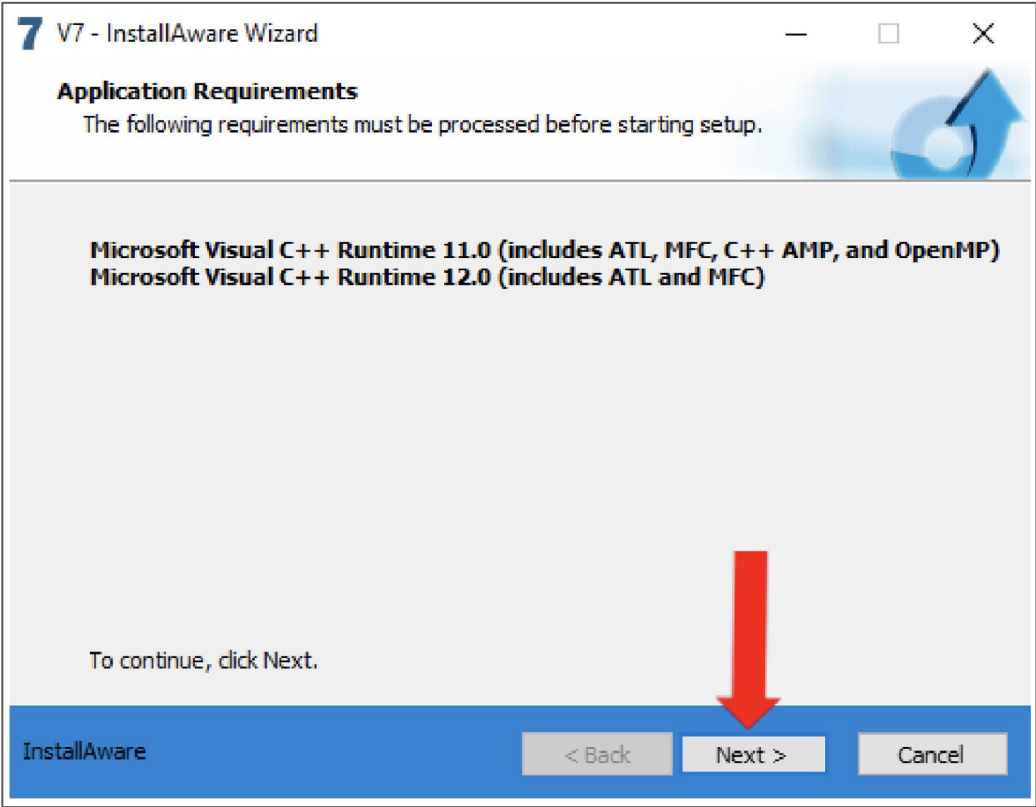 7 V7 - InstallAware Wizard
Application Requirements
The following requirements must be processed before starting setup.
Microsoft Visual C++ Runtime 11.0 (includes ATL, MFC, C++ AMP, and OpenMP)
Microsoft Visual C++ Runtime 12.0 (includes ATL and MFC)
To continue, click Next.
InstallAware
< Back
Next >
Cancel